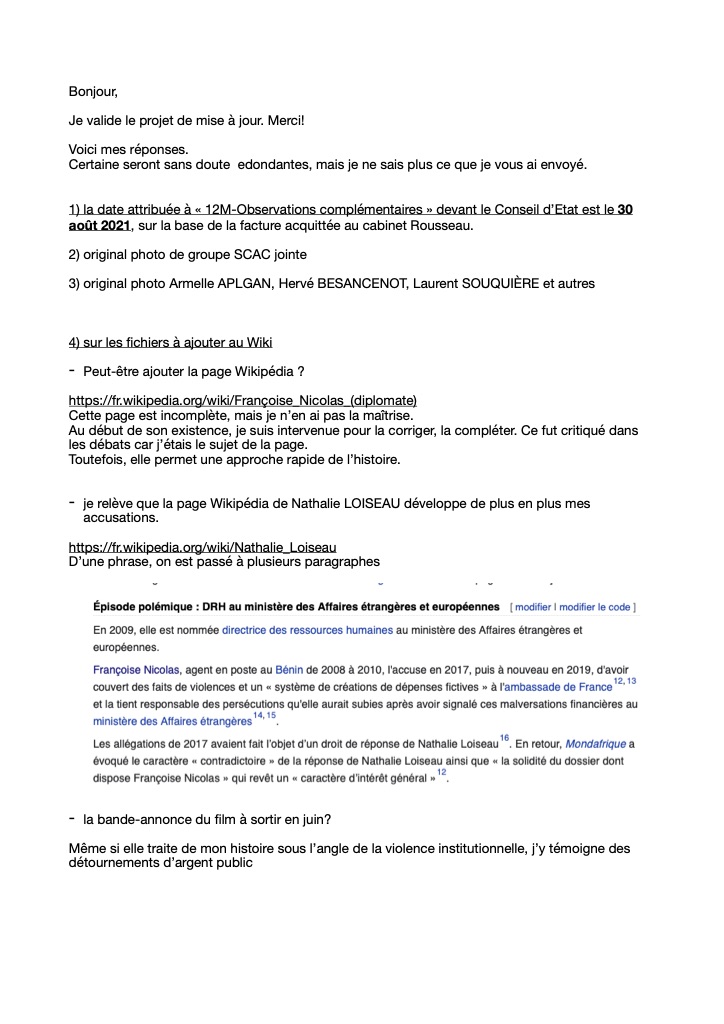 Bonjour,
Je valide le projet de mise à jour. Merci!
Voici mes réponses.
Certaine seront sans doute  edondantes, mais je ne sais plus ce que je vous ai envoyé.
1) la date attribuée à « 12M-Observations complémentaires » devant le Conseil d'Etat est le 30
août 2021, sur la base de la facture acquittée au cabinet Rousseau.
2) original photo de groupe SCAC jointe
3) original photo Armelle APLGAN, Hervé BESANCENOT, Laurent SOUQUIÈRE et autres
4) sur les fichiers à ajouter au Wiki
- Peut-être ajouter la page Wikipédia ?
https://fr.wikipedia.org/wiki/Françoise_Nicolas_(diplomate)
Cette page est incomplète, mais je n'en ai pas la maîtrise.
Au début de son existence, je suis intervenue pour la corriger, la compléter. Ce fut critiqué dans
les débats car j'étais le sujet de la page.
Toutefois, elle permet une approche rapide de l'histoire.
- je relève que la page Wikipédia de Nathalie LOISEAU développe de plus en plus mes
accusations.
https://fr.wikipedia.org/wiki/Nathalie_Loiseau
D'une phrase, on est passé à plusieurs paragraphes
Épisode polémique : DRH au ministère des Affaires étrangères et européennes [ modifier | modifier le code ]
En 2009, elle est nommée directrice des ressources humaines au ministère des Affaires étrangères et
européennes.
Françoise Nicolas, agent en poste au Bénin de 2008 à 2010, l'accuse en 2017, puis à nouveau en 2019, d'avoir
couvert des faits de violences et un « système de créations de dépenses fictives » à l'ambassade de France 12, 13
et la tient responsable des persécutions qu'elle aurait subies après avoir signalé ces malversations financières au
ministère des Affaires étrangères 14, 15.
Les allégations de 2017 avaient fait l'objet d'un droit de réponse de Nathalie Loiseau 16. En retour, Mondafrique a
évoqué le caractère « contradictoire » de la réponse de Nathalie Loiseau ainsi que « la solidité du dossier dont
dispose Françoise Nicolas » qui revêt un « caractère d'intérêt général » 12.
- la bande-annonce du film à sortir en juin?
Même si elle traite de mon histoire sous l'angle de la violence institutionnelle, j'y témoigne des
détournements d'argent public